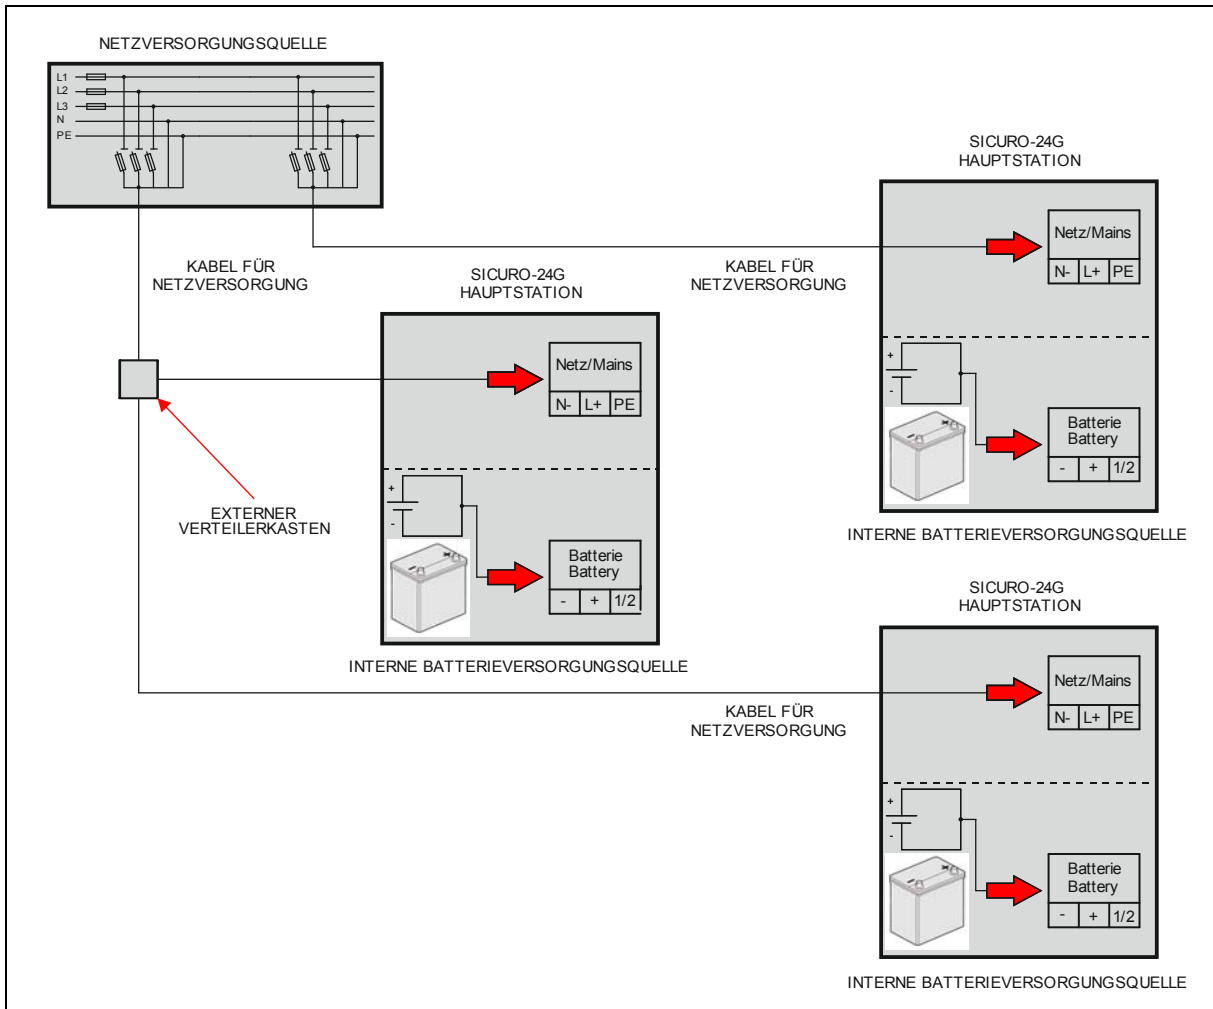 NETZVERSORGUNGSQUELLE
L1
L2
L3
N
PE
KABEL FÜR
NETZVERSORGUNG
SICURO-24G
HAUPTSTATION
Netz/Mains
N- L+ PE
+
-
Batterie
Battery
- + 1/2
INTERNE BATTERIEVERSORGUNGSQUELLE
EXTERNER
VERTEILERKASTEN
KABEL FÜR
NETZVERSORGUNG
SICURO-24G
HAUPTSTATION
Netz/Mains
N- L+ PE
+
-
Batterie
Battery
- + 1/2
INTERNE BATTERIEVERSORGUNGSQUELLE
KABEL FÜR
NETZVERSORGUNG
SICURO-24G
HAUPTSTATION
Netz/Mains
N- L+ PE
+
-
Batterie
Battery
- + 1/2
INTERNE BATTERIEVERSORGUNGSQUELLE